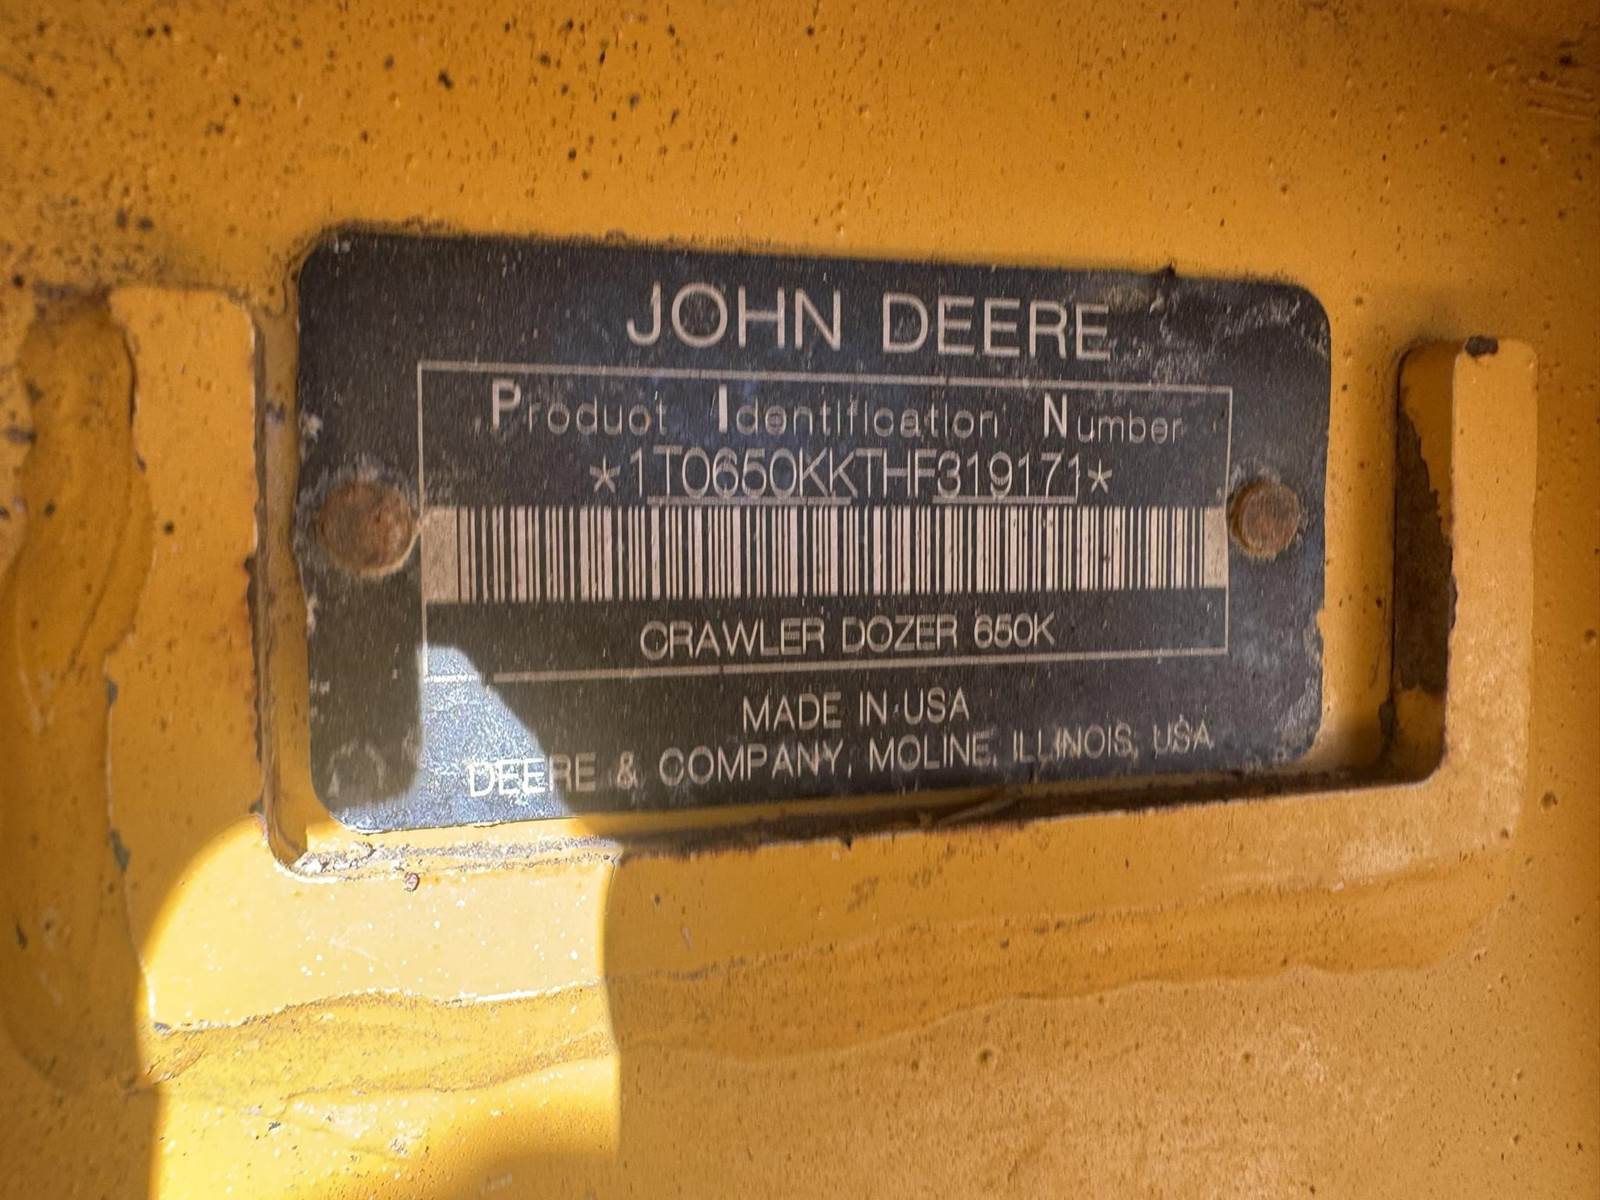 JOHN DEERE
Product Identification Number
*1T0650KKTHF319171*
CRAWLER DOZER 650K
MADE IN USA
DEERE & COMPANY, MOLINE, ILLINOIS, USA